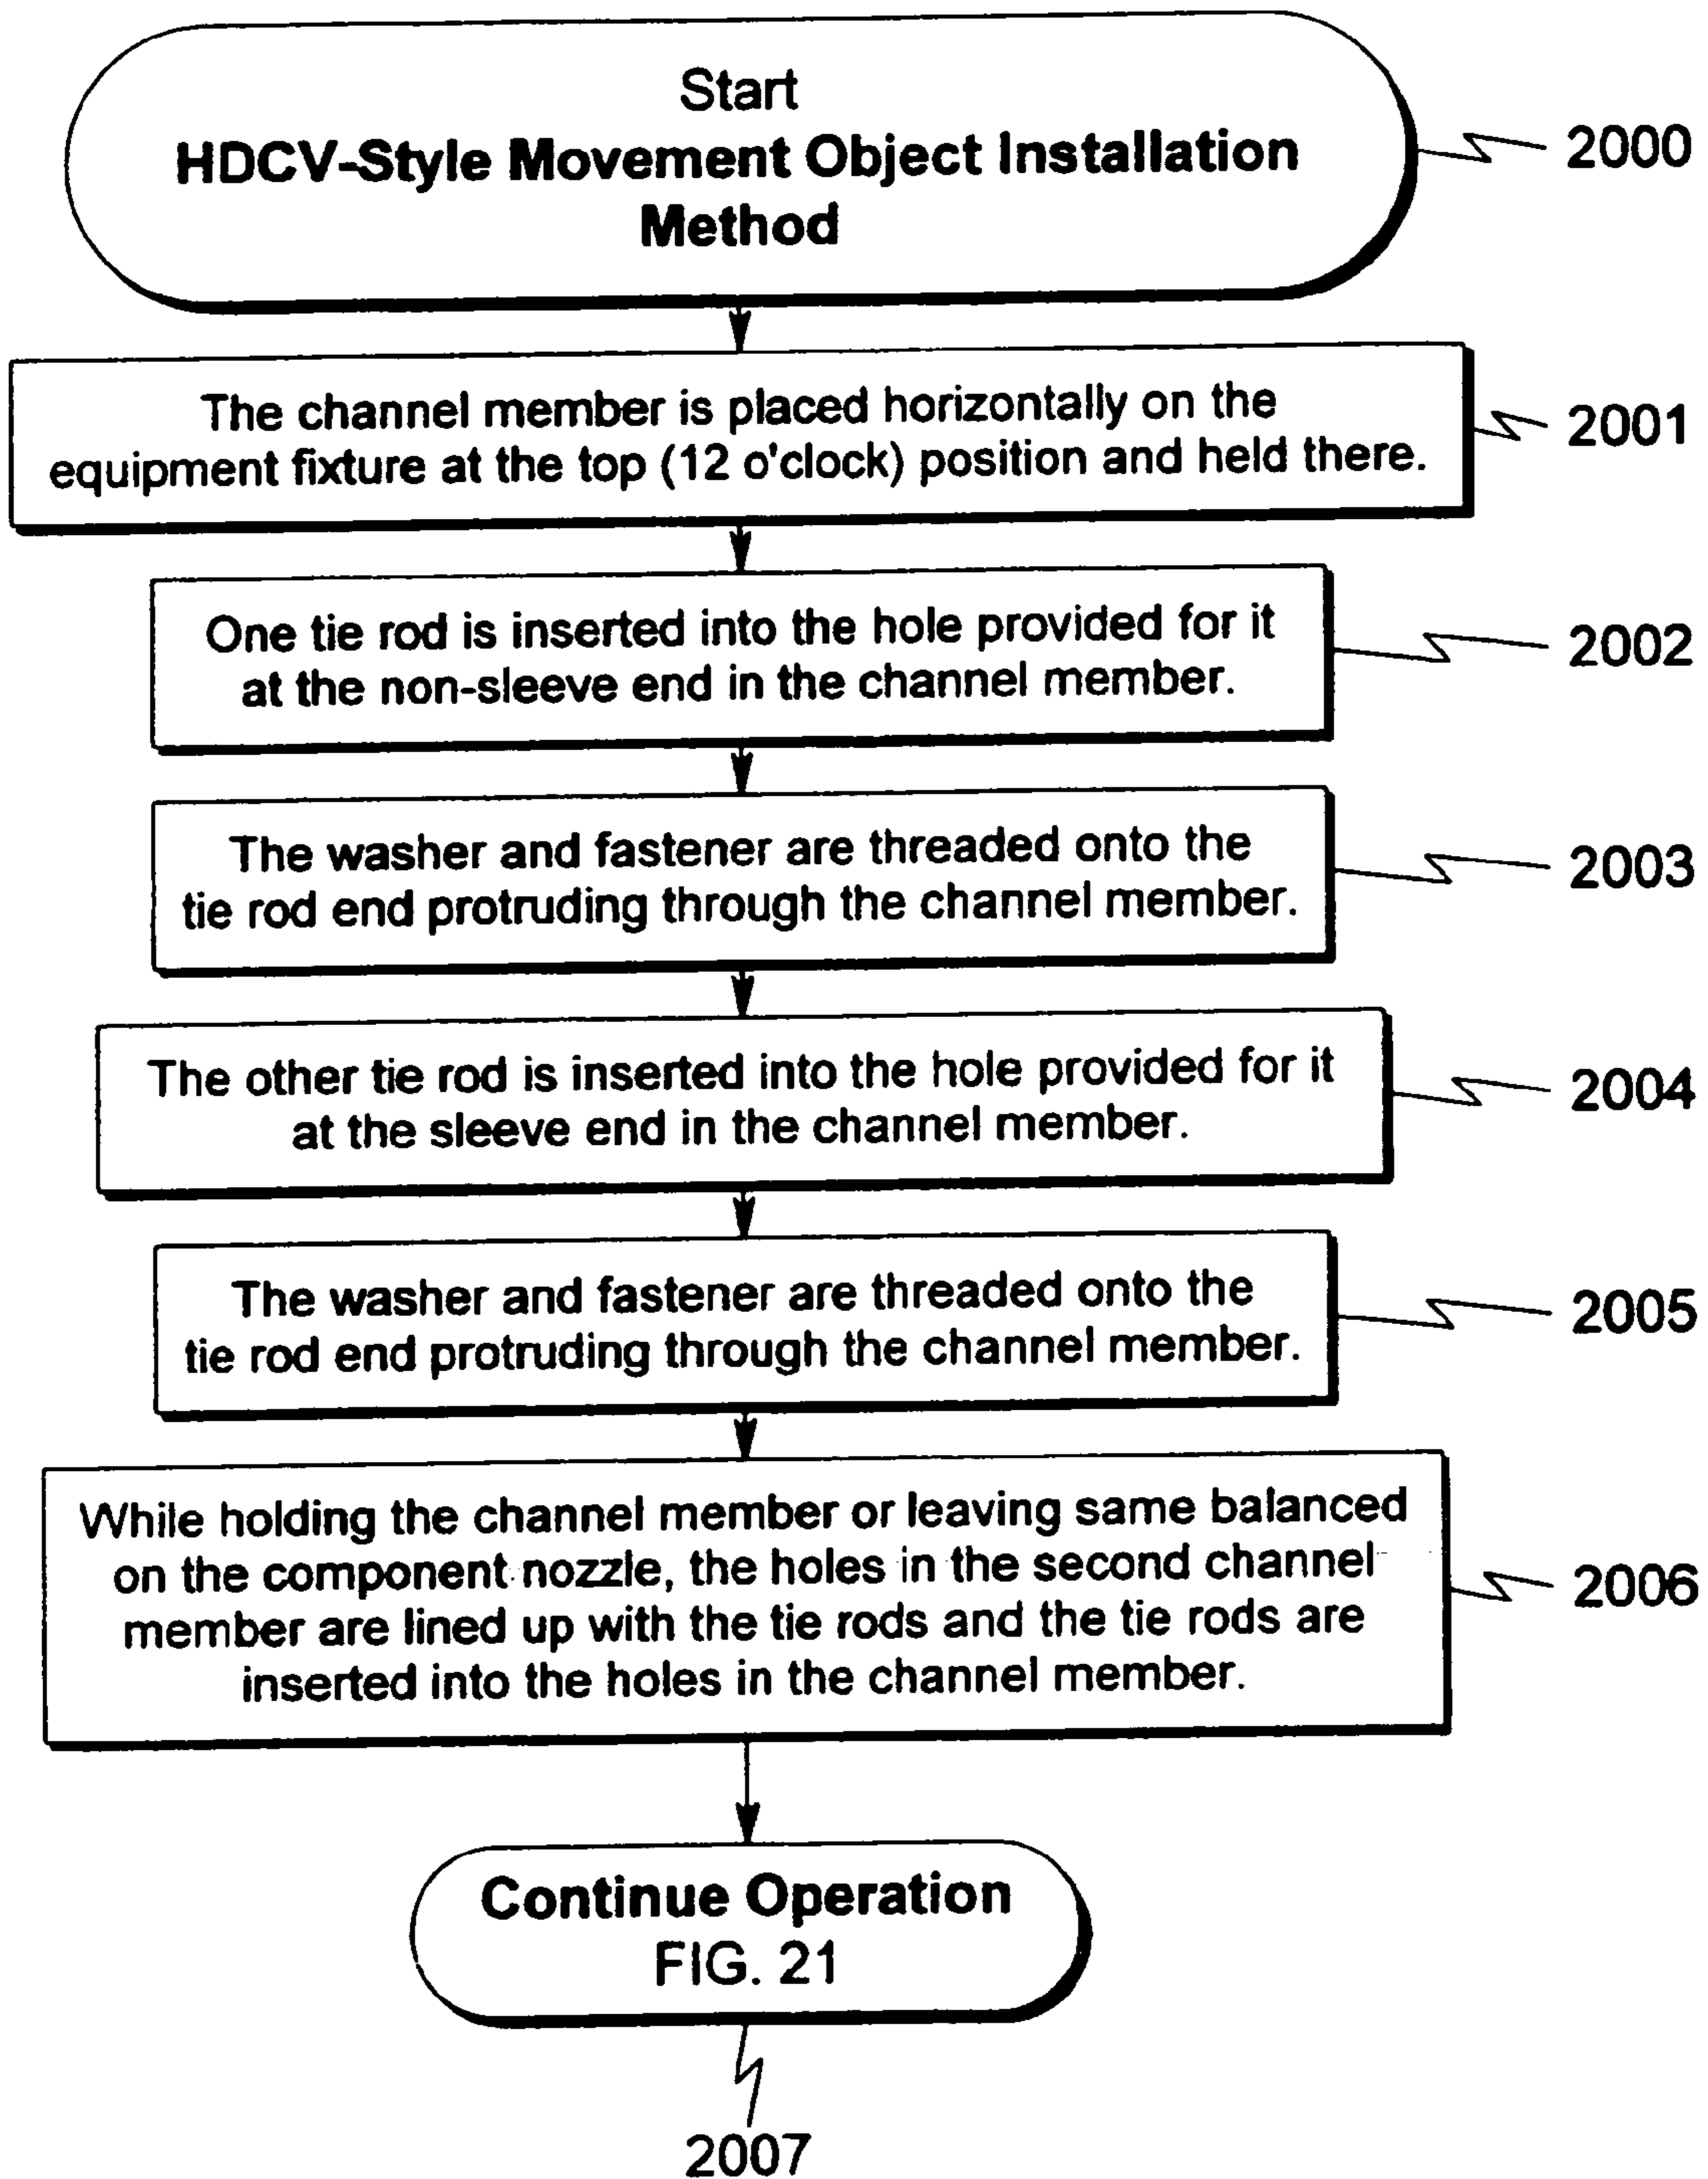 Start
HDCV-Style Movement Object Installation
Method
2000
The channel member is placed horizontally on the
equipment fixture at the top (12 o'clock) position and held there.
2001
One tie rod is inserted into the hole provided for it
at the non-sleeve end in the channel member.
2002
The washer and fastener are threaded onto the
tie rod end protruding through the channel member.
2003
The other tie rod is inserted into the hole provided for it
at the sleeve end in the channel member.
2004
The washer and fastener are threaded onto the
tie rod end protruding through the channel member.
2005
While holding the channel member or leaving same balanced
on the component nozzle, the holes in the second channel
member are lined up with the tie rods and the tie rods are
inserted into the holes in the channel member.
2006
Continue Operation
FIG. 21
2007